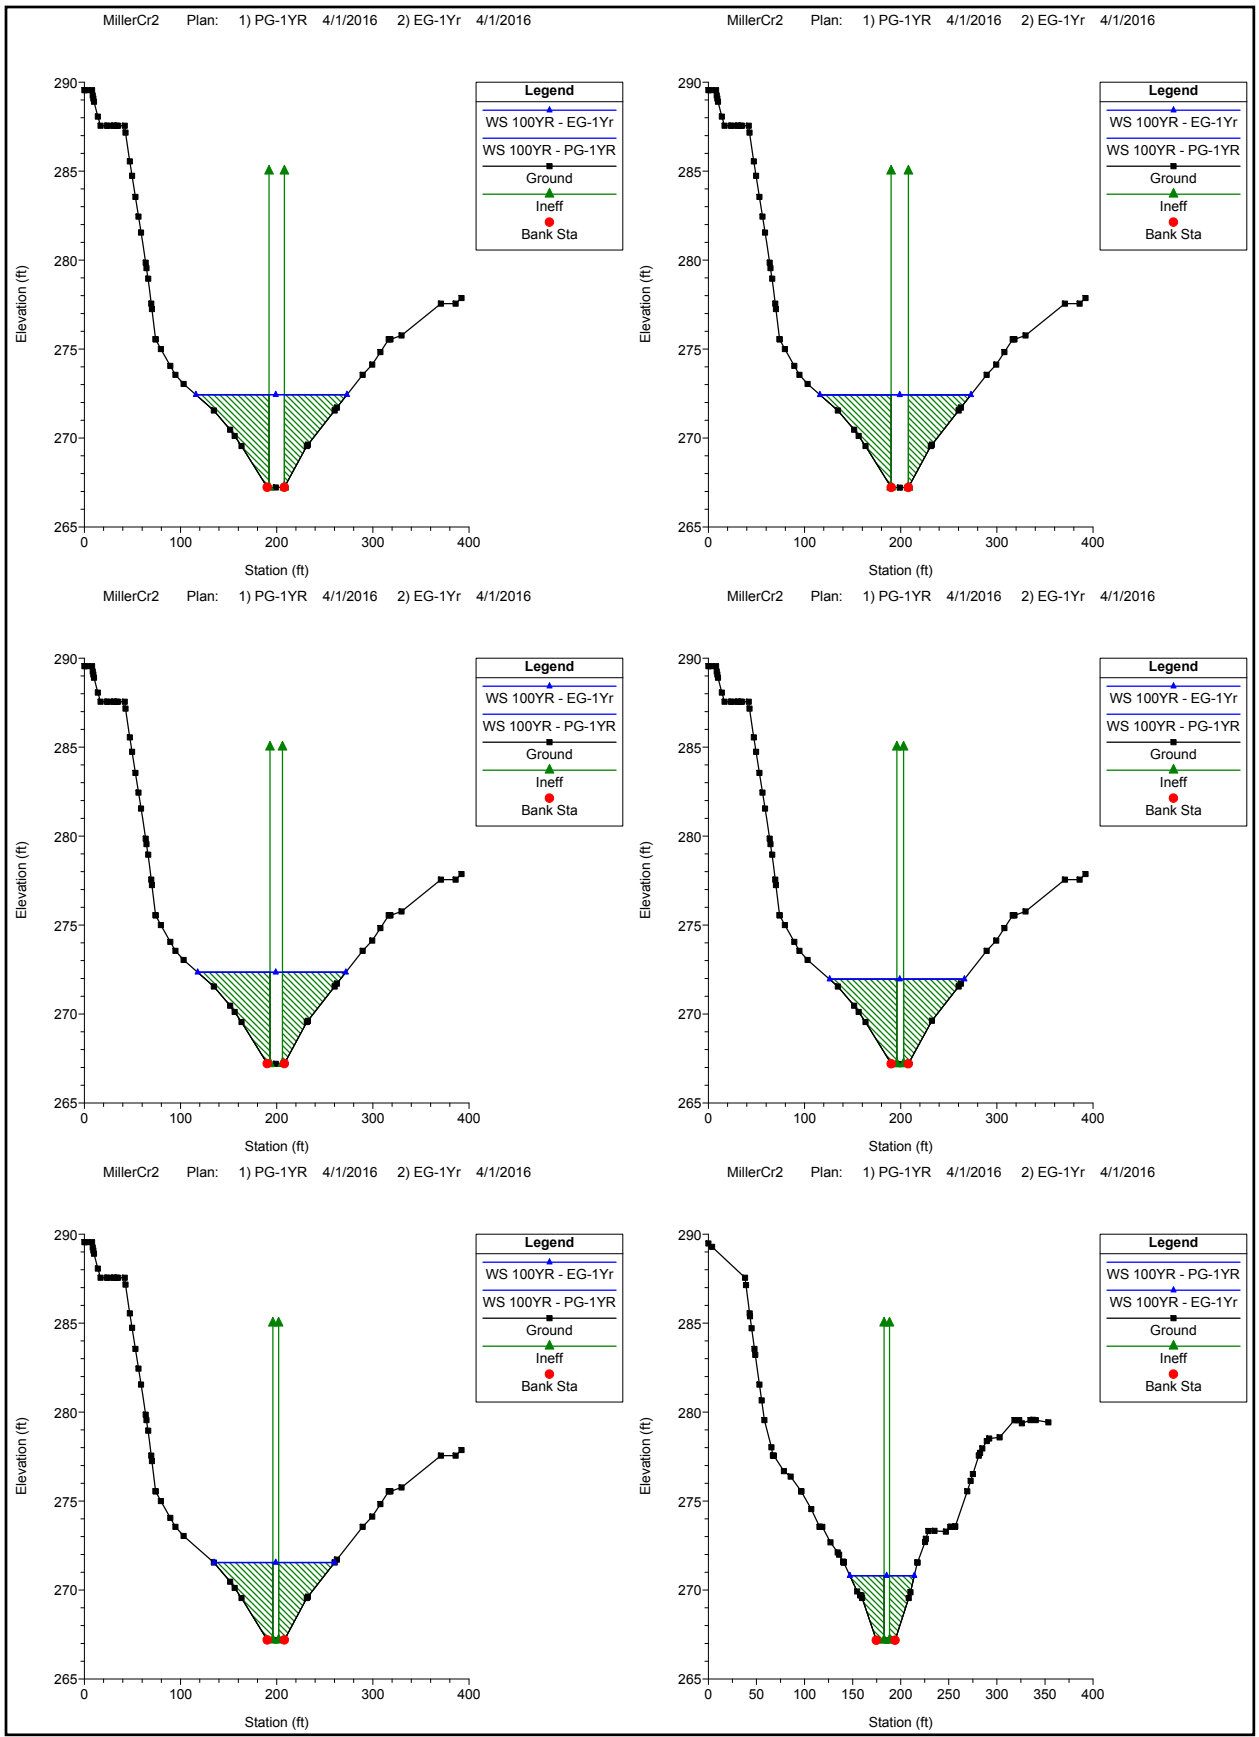 MillerCr2 Plan: 1) PG-1YR 4/1/2016 2) EG-1Yr 4/1/2016
290
285
280
275
270
265
Elevation (ft)
0 100 200 300 400
Station (ft)
Legend
WS 100YR - EG-1Yr
WS 100YR - PG-1YR
Ground
Ineff
Bank Sta
MillerCr2 Plan: 1) PG-1YR 4/1/2016 2) EG-1Yr 4/1/2016
290
285
280
275
270
265
Elevation (ft)
0 100 200 300 400
Station (ft)
Legend
WS 100YR - EG-1Yr
WS 100YR - PG-1YR
Ground
Ineff
Bank Sta
MillerCr2 Plan: 1) PG-1YR 4/1/2016 2) EG-1Yr 4/1/2016
290
285
280
275
270
265
Elevation (ft)
0 100 200 300 400
Station (ft)
Legend
WS 100YR - EG-1Yr
WS 100YR - PG-1YR
Ground
Ineff
Bank Sta
MillerCr2 Plan: 1) PG-1YR 4/1/2016 2) EG-1Yr 4/1/2016
290
285
280
275
270
265
Elevation (ft)
0 100 200 300 400
Station (ft)
Legend
WS 100YR - EG-1Yr
WS 100YR - PG-1YR
Ground
Ineff
Bank Sta
MillerCr2 Plan: 1) PG-1YR 4/1/2016 2) EG-1Yr 4/1/2016
290
285
280
275
270
265
Elevation (ft)
0 100 200 300 400
Station (ft)
Legend
WS 100YR - EG-1Yr
WS 100YR - PG-1YR
Ground
Ineff
Bank Sta
MillerCr2 Plan: 1) PG-1YR 4/1/2016 2) EG-1Yr 4/1/2016
290
285
280
275
270
265
Elevation (ft)
0 50 100 150 200 250 300 350 400
Station (ft)
Legend
WS 100YR - PG-1YR
WS 100YR - EG-1Yr
Ground
Ineff
Bank Sta